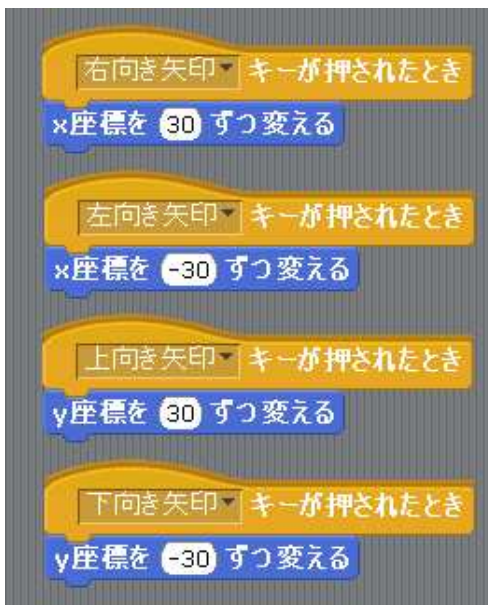 右向き矢印 キーが押されたとき
x座標を 30 ずつ変える
左向き矢印 キーが押されたとき
x座標を -30 ずつ変える
上向き矢印 キーが押されたとき
y座標を 30 ずつ変える
下向き矢印 キーが押されたとき
y座標を -30 ずつ変える